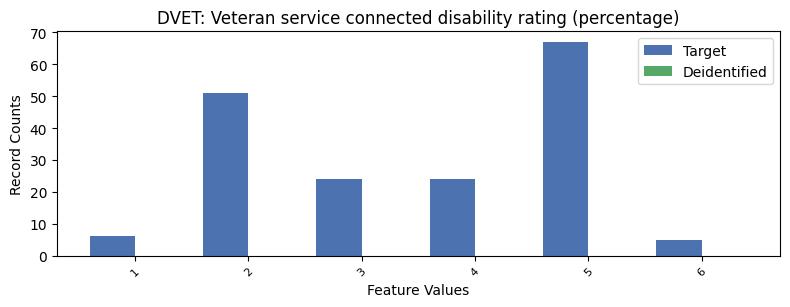 DVET: Veteran service connected disability rating (percentage)
Target
Deidentified
Record Counts
70
60
50
40
30
20
10
0
1
2
3
4
5
6
Feature Values